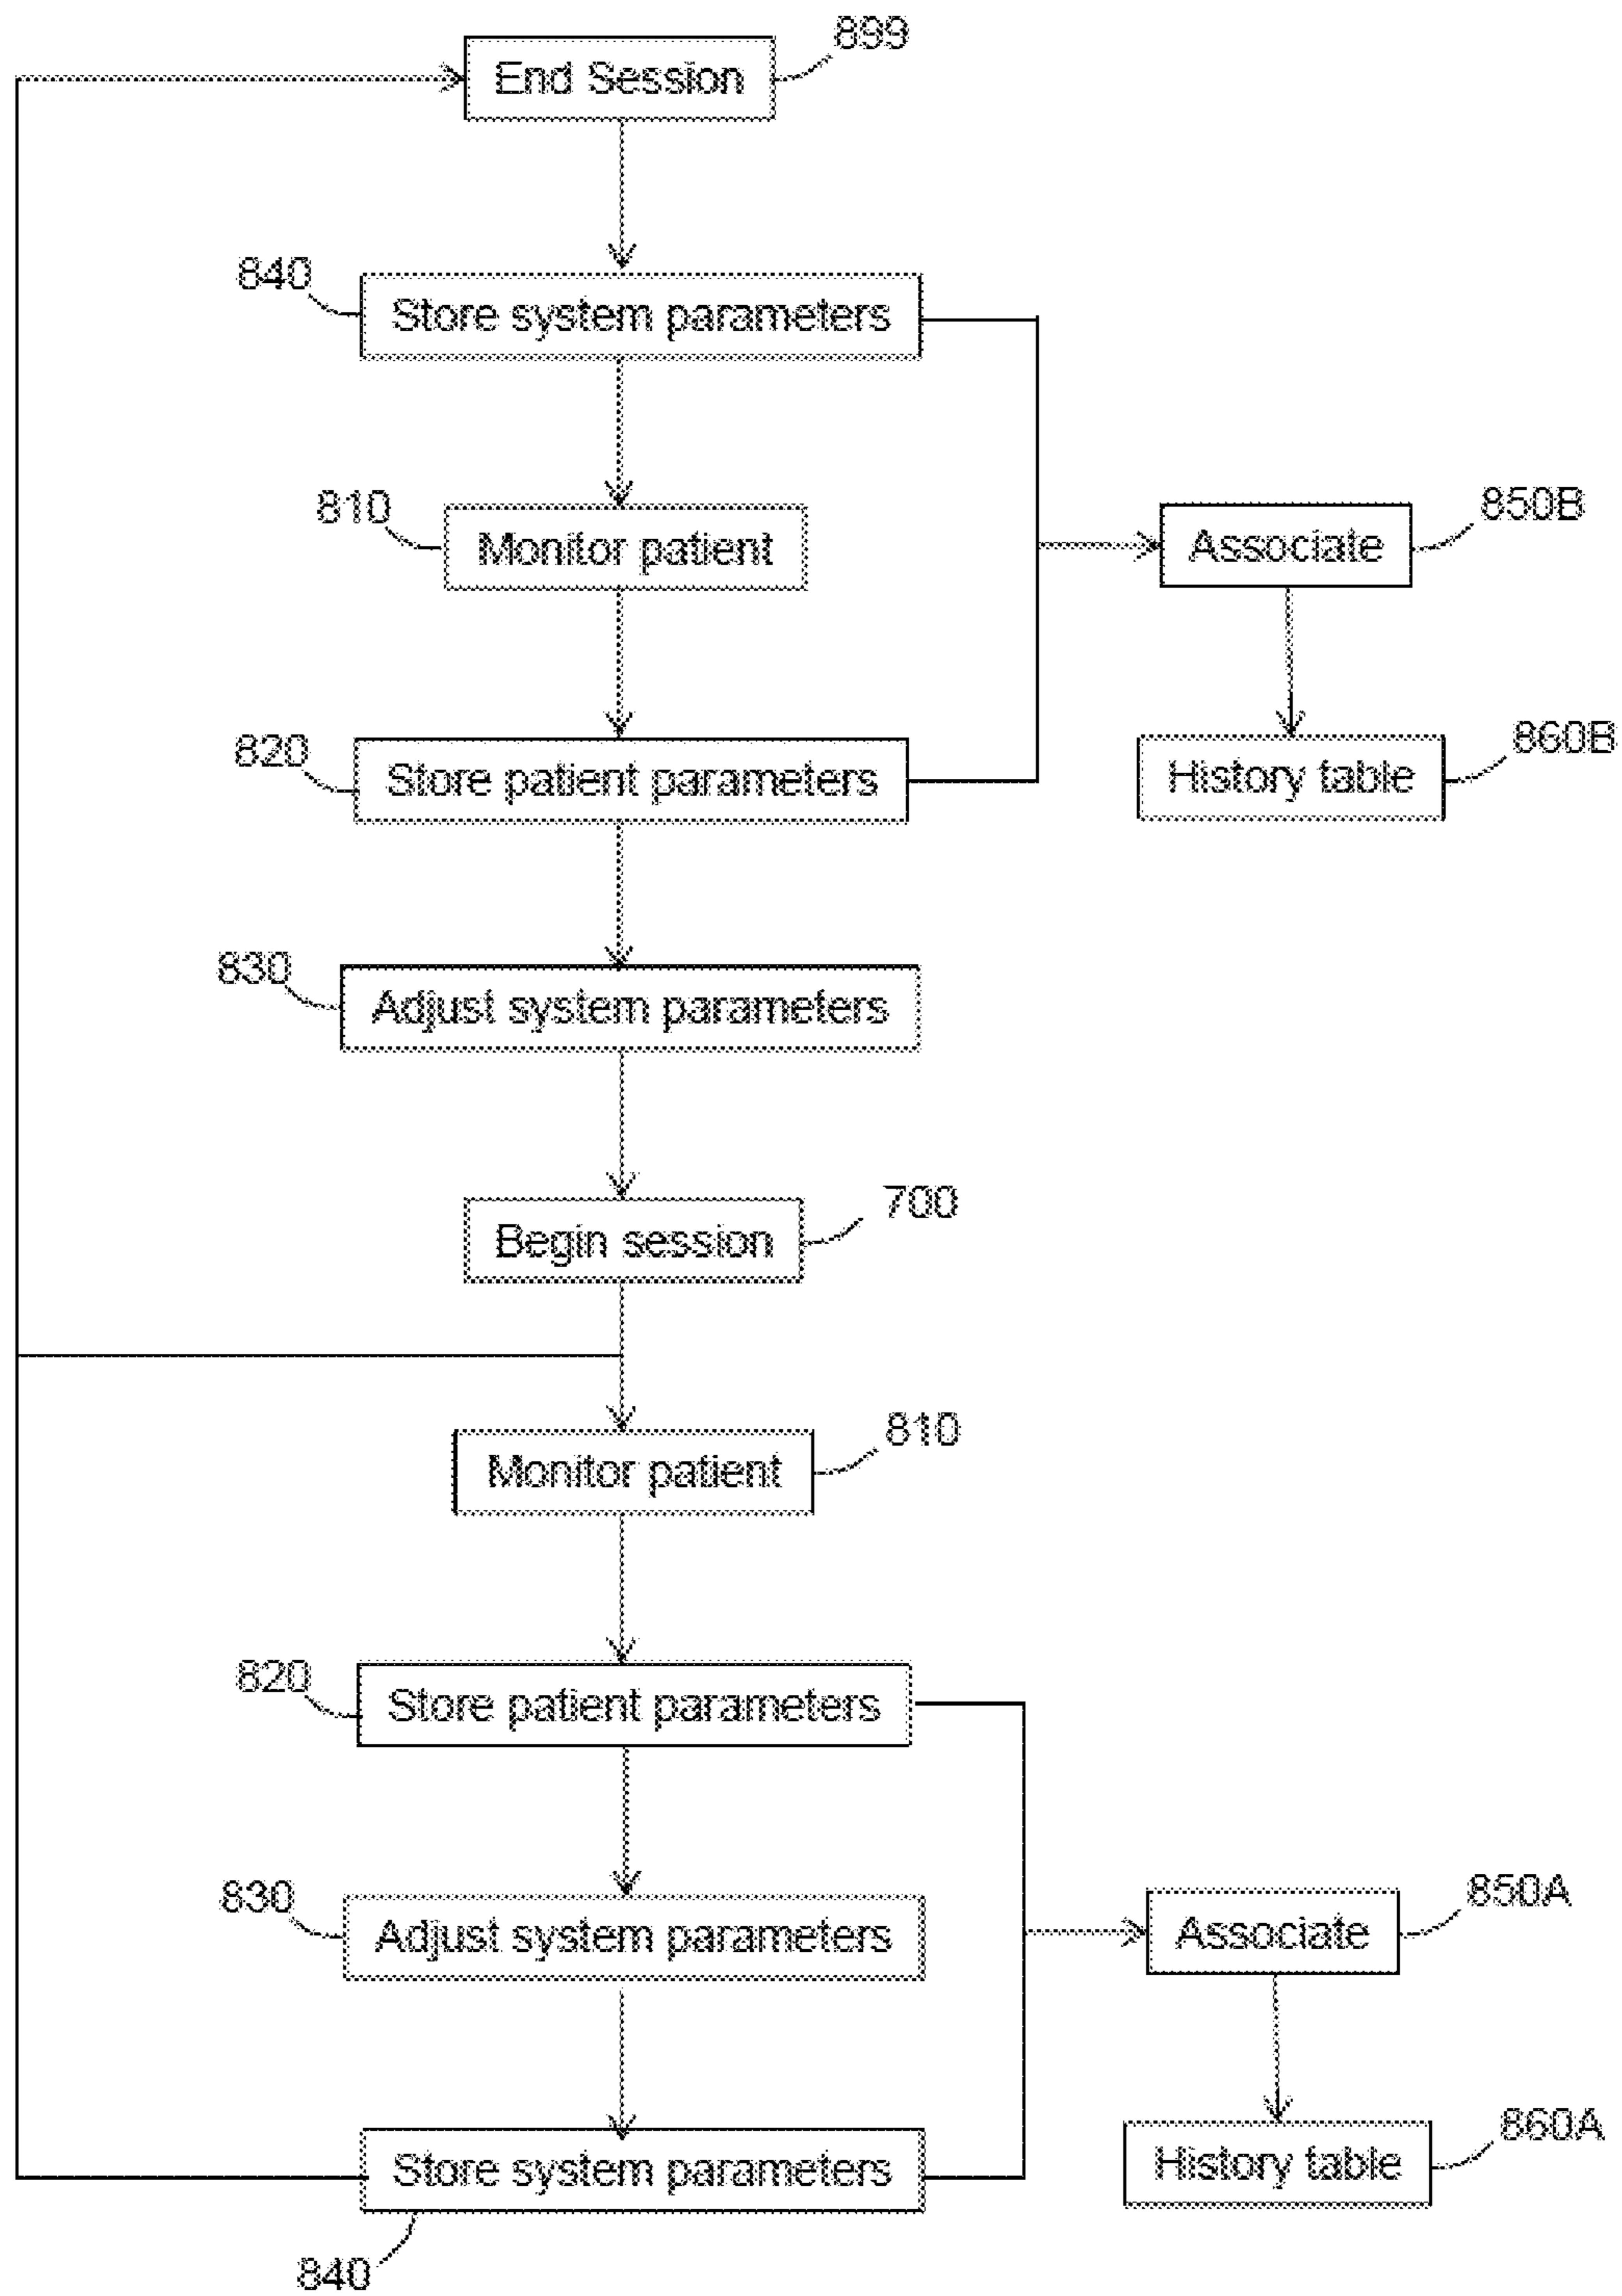 899
End Session
840
Store system parameters
810
Monitor patient
850B
Associate
820
Store patient parameters
860B
History table
830
Adjust system parameters
700
Begin session
810
Monitor patient
820
Store patient parameters
830
Adjust system parameters
850A
Associate
860A
Store system parameters
History table
840